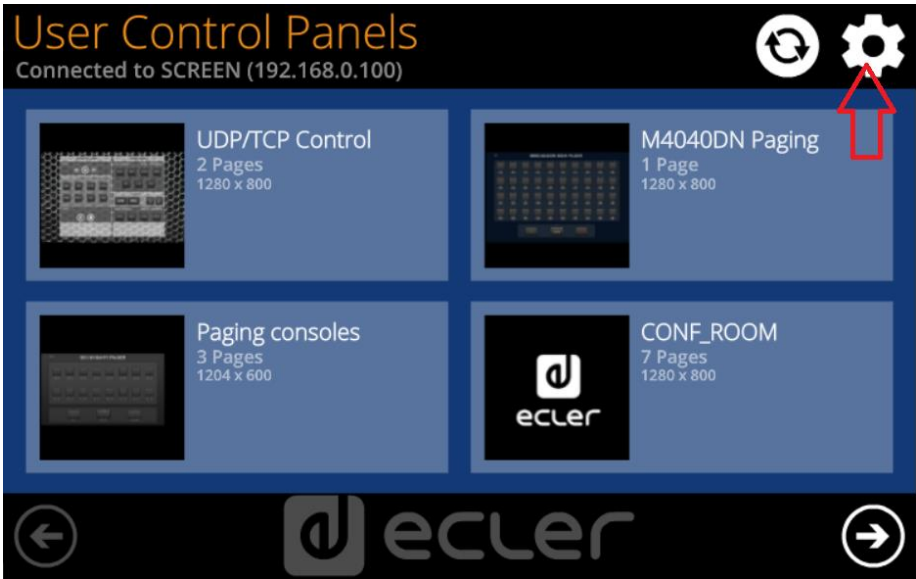 User Control Panels
Connected to SCREEN (192.168.0.100)
UDP/TCP Control
2 Pages
1280 x 800
M4040DN Paging
1 Page
1280 x 800
Paging consoles
3 Pages
1204 x 600
CONF_ROOM
7 Pages
1280 x 800
ecler
ecler